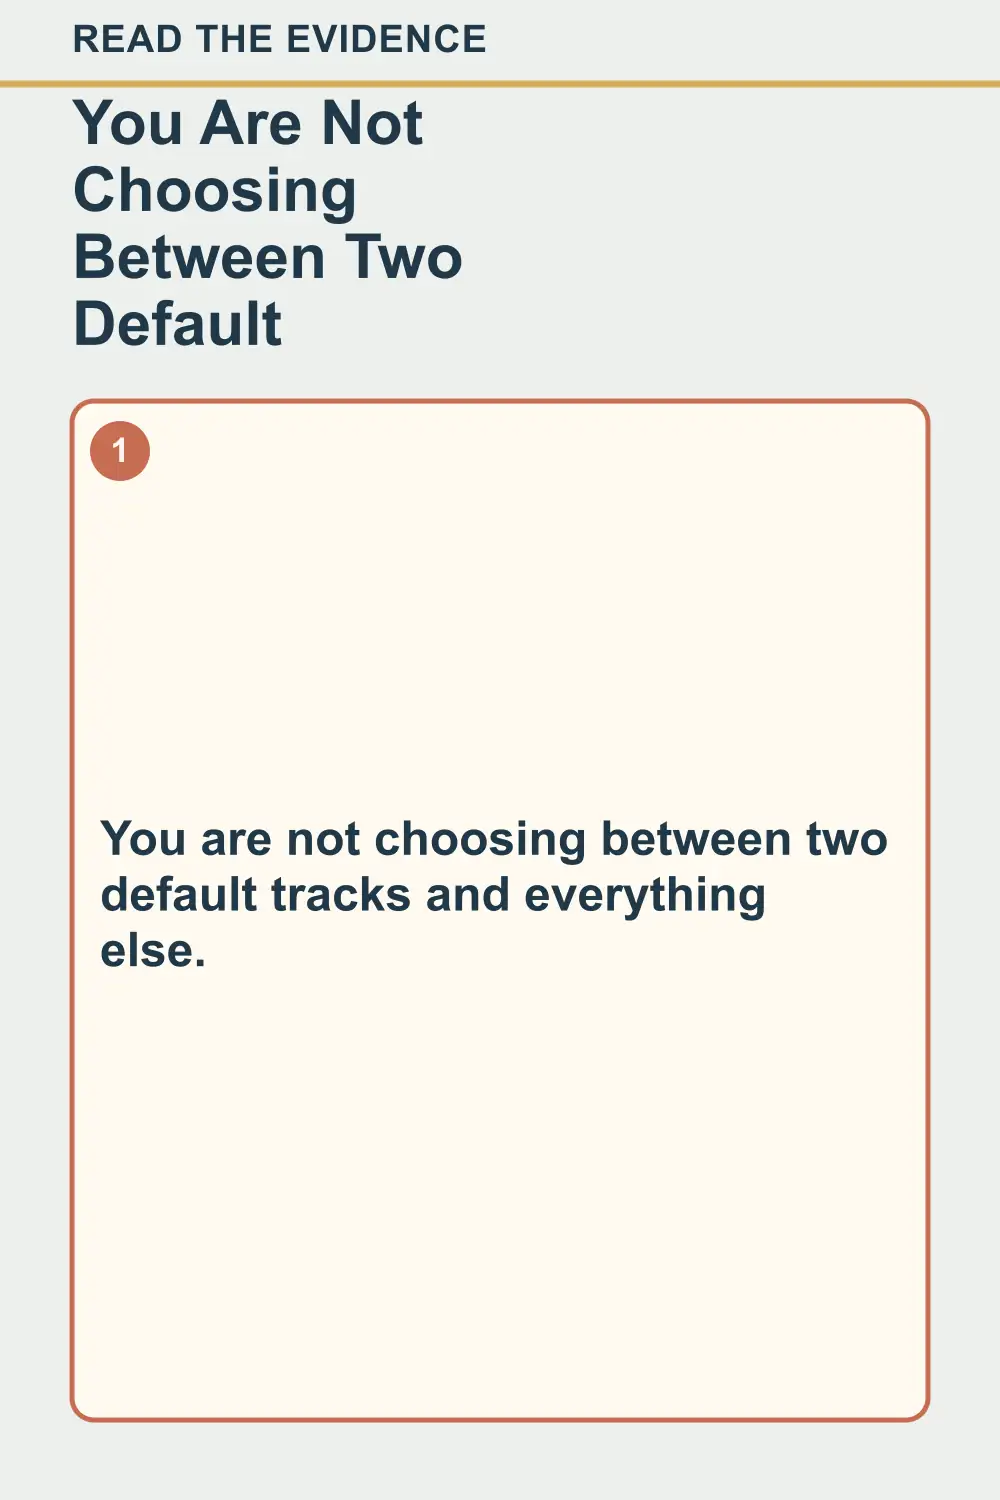 READ THE EVIDENCE
You Are Not
Choosing
Between Two
Default
1
You are not choosing between two
default tracks and everything
else.